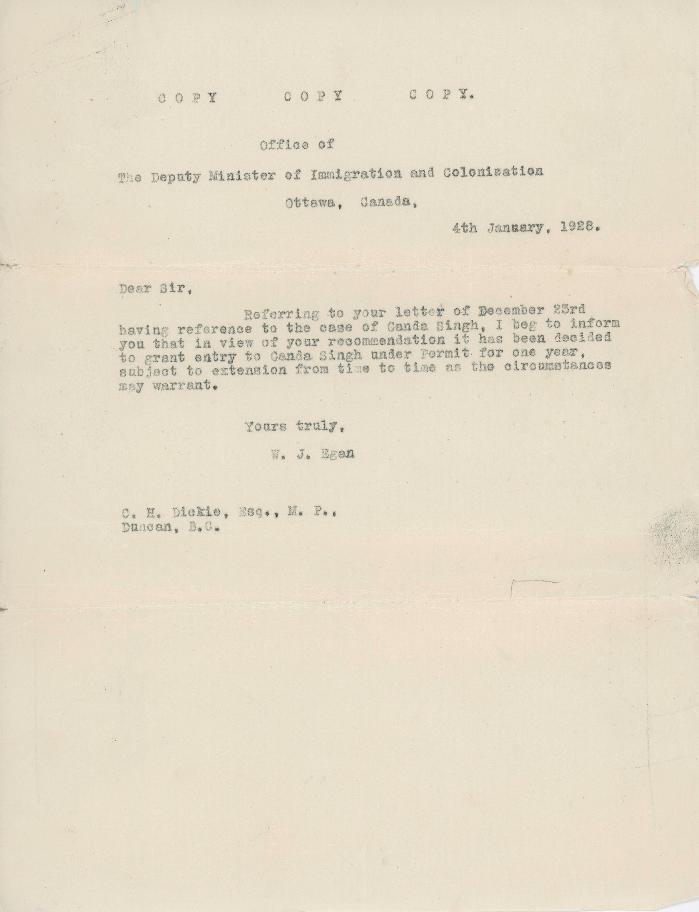 COPY COPY COPY.
Office of
The Deputy Minister of Immigration and Colonization
Ottawa, Canada,
4th January, 1928.
Dear Sir,
Referring to your letter of December 23rd
having reference to the case of Ganda Singh, I beg to inform
you that in view of your recommendation it has been decided
to grant entry to Ganda Singh under Permit for one year,
subject to extension from time to time as the circumstances
may warrant.
Yours truly,
W. J. Egan
C. H. Dickie, Esq., M. P.,
Duncan, B.C.